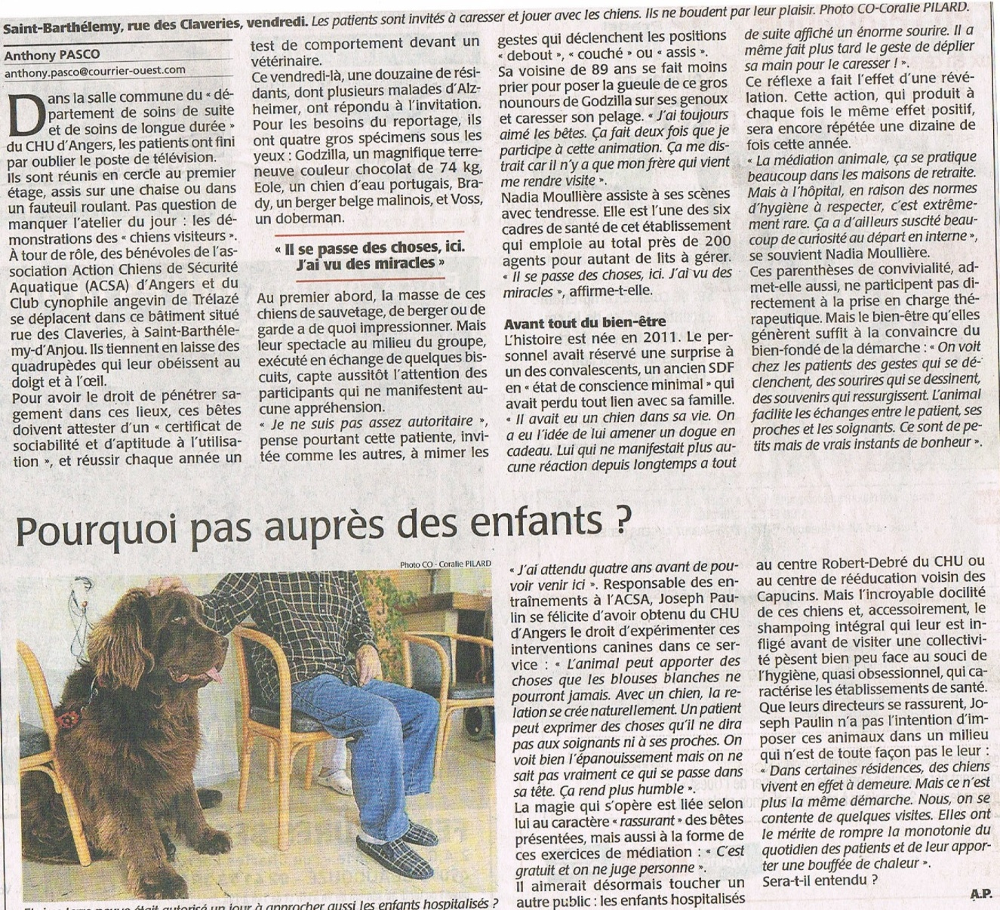 Saint-Barthélemy, rue des Claveries, vendredi. Les patients sont invités à caresser et jouer avec les chiens. Ils ne boudent par leur plaisir. Photo CO-Coralie PILARD.
Anthony PASCO
anthony.pasco@courrier-ouest.com
Dans la salle commune du « dé-
partement de soins de suite
et de soins de longue durée »
du CHU d'Angers, les patients ont fini
par oublier le poste de télévision.
Ils sont réunis en cercle au premier
étage, assis sur une chaise ou dans
un fauteuil roulant. Pas question de
manquer l'atelier du jour : les dé-
monstrations des « chiens visiteurs ».
À tour de rôle, des bénévoles de l'as-
sociation Action Chiens de Sécurité
Aquatique (ACSA) d'Angers et du
Club cynophile angevin de Trélazé
se déplacent dans ce bâtiment situé
rue des Claveries, à Saint-Barthéle-
my-d'Anjou. Ils tiennent en laisse des
quadrupèdes qui leur obéissent au
doigt et à l'œil.
Pour avoir le droit de pénétrer sa-
gement dans ces lieux, ces bêtes
doivent attester d'un « certificat de
sociabilité et d'aptitude à l'utilisa-
tion », et réussir chaque année un
test de comportement devant un
vétérinaire.
Ce vendredi-là, une douzaine de rési-
dants, dont plusieurs malades d'Alz-
heimer, ont répondu à l'invitation.
Pour les besoins du reportage, ils
ont quatre gros spécimens sous les
yeux : Godzilla, un magnifique terre-
neuve couleur chocolat de 74 kg,
Eole, un chien d'eau portugais, Bra-
dy, un berger belge malinois, et Voss,
un doberman.
« Il se passe des choses, ici.
J'ai vu des miracles »
Au premier abord, la masse de ces
chiens de sauvetage, de berger ou de
garde a de quoi impressionner. Mais
leur spectacle au milieu du groupe,
exécuté en échange de quelques bis-
cuits, capte aussitôt l'attention des
participants qui ne manifestent au-
cune appréhension.
« Je ne suis pas assez autoritaire »,
pense pourtant cette patiente, invi-
tée comme les autres, à mimer les
gestes qui déclenchent les positions
« debout », « couché » ou « assis ».
Sa voisine de 89 ans se fait moins
prier pour poser la gueule de ce gros
nounours de Godzilla sur ses genoux
et caresser son pelage. « J'ai toujours
aimé les bêtes. Ça fait deux fois que je
participe à cette animation. Ça me dis-
trait car il n'y a que mon frère qui vient
me rendre visite ».
Nadia Moullière assiste à ses scènes
avec tendresse. Elle est l'une des six
cadres de santé de cet établissement
qui emploie au total près de 200
agents pour autant de lits à gérer.
« Il se passe des choses, ici. J'ai vu des
miracles », affirme-t-elle.
Avant tout du bien-être
L'histoire est née en 2011. Le per-
sonnel avait réservé une surprise à
un des convalescents, un ancien SDF
en « état de conscience minimal » qui
avait perdu tout lien avec sa famille.
« Il avait eu un chien dans sa vie. On
a eu l'idée de lui amener un dogue en
cadeau. Lui qui ne manifestait plus au-
cune réaction depuis longtemps a tout
de suite affiché un énorme sourire. Il a
même fait plus tard le geste de déplier
sa main pour le caresser ! ».
Ce réflexe a fait l'effet d'une révé-
lation. Cette action, qui produit à
chaque fois le même effet positif,
sera encore répétée une dizaine de
fois cette année.
« La médiation animale, ça se pratique
beaucoup dans les maisons de retraite.
Mais à l'hôpital, en raison des normes
d'hygiène à respecter, c'est extrême-
ment rare. Ça a d'ailleurs suscité beau-
coup de curiosité au départ en interne »,
se souvient Nadia Moullière.
Ces parenthèses de convivialité, ad-
met-elle aussi, ne participent pas di-
rectement à la prise en charge thé-
rapeutique. Mais le bien-être qu'elles
génèrent suffit à la convaincre du
bien-fondé de la démarche : « On voit
chez les patients des gestes qui se dé-
clenchent, des sourires qui se dessinent,
des souvenirs qui ressurgissent. L'animal
facilite les échanges entre le patient, ses
proches et les soignants. Ce sont de pe-
tits mais de vrais instants de bonheur ».
Pourquoi pas auprès des enfants ?
Photo CO - Coralie PILARD
« J'ai attendu quatre ans avant de pou-
voir venir ici ». Responsable des en-
traînements à l'ACSA, Joseph Pau-
lin se félicite d'avoir obtenu du CHU
d'Angers le droit d'expérimenter ces
interventions canines dans ce ser-
vice : « L'animal peut apporter des
choses que les blouses blanches ne
pourront jamais. Avec un chien, la re-
lation se crée naturellement. Un patient
peut exprimer des choses qu'il ne dira
pas aux soignants ni à ses proches. On
voit bien l'épanouissement mais on ne
sait pas vraiment ce qui se passe dans
sa tête. Ça rend plus humble ».
La magie qui s'opère est liée selon
lui au caractère « rassurant » des bêtes
présentées, mais aussi à la forme de
ces exercices de médiation : « C'est
gratuit et on ne juge personne ».
Il aimerait désormais toucher un
autre public : les enfants hospitalisés
au centre Robert-Debré du CHU ou
au centre de rééducation voisin des
Capucins. Mais l'incroyable docilité
de ces chiens et, accessoirement, le
shampoing intégral qui leur est in-
fligé avant de visiter une collectivi-
té pèsent bien peu face au souci de
l'hygiène, quasi obsessionnel, qui ca-
ractérise les établissements de santé.
Que leurs directeurs se rassurent, Jo-
seph Paulin n'a pas l'intention d'im-
poser ces animaux dans un milieu
qui n'est de toute façon pas le leur :
« Dans certaines résidences, des chiens
vivent en effet à demeure. Mais ce n'est
plus la même démarche. Nous, on se
contente de quelques visites. Elles ont
le mérite de rompre la monotonie du
quotidien des patients et de leur appor-
ter une bouffée de chaleur ».
Sera-t-il entendu ?
A.P.
était autorisé un jour à approcher aussi les enfants hospitalisés ?